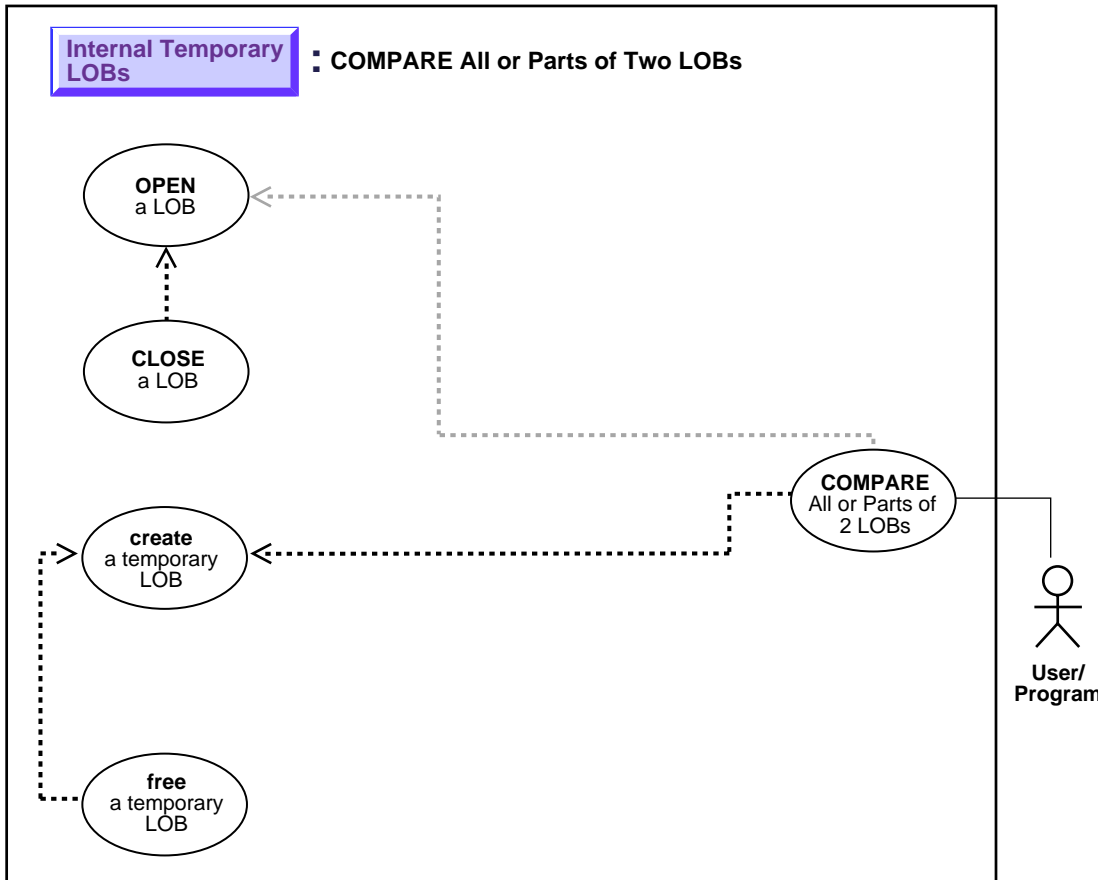 Internal Temporary
LOBs
: COMPARE All or Parts of Two LOBs
OPEN
a LOB
CLOSE
a LOB
COMPARE
All or Parts of
2 LOBs
create
a temporary
LOB
User/
Program
free
a temporary
LOB